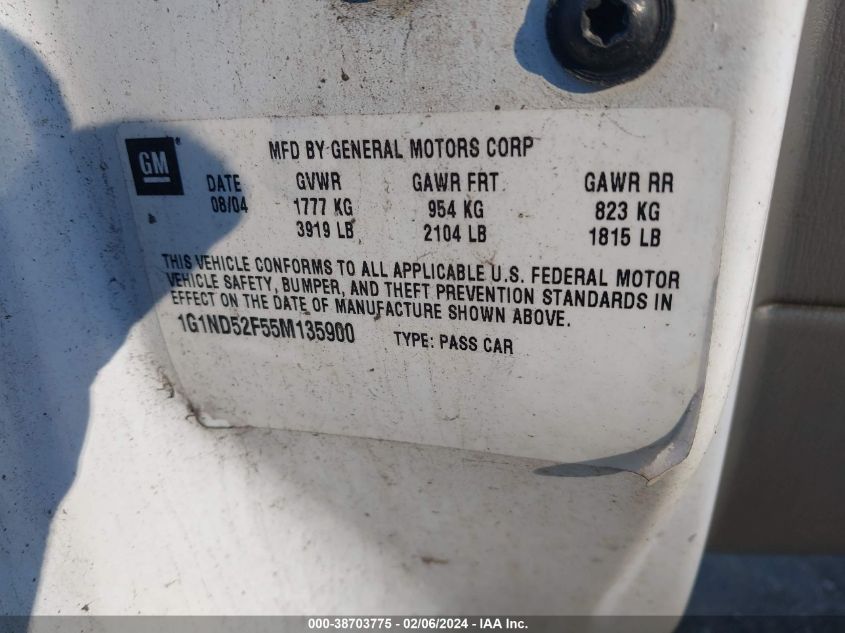 GM
MFD BY GENERAL MOTORS CORP
DATE GVWR GAWR FRT GAWR RR
08/04 1777 KG 954 KG 823 KG
3919 LB 2104 LB 1815 LB
THIS VEHICLE CONFORMS TO ALL APPLICABLE U.S. FEDERAL MOTOR
VEHICLE SAFETY, BUMPER, AND THEFT PREVENTION STANDARDS IN
EFFECT ON THE DATE OF MANUFACTURE SHOWN ABOVE.
1G1ND52F55M135900 TYPE: PASS CAR
000-38703775 - 02/06/2024 - IAA Inc.